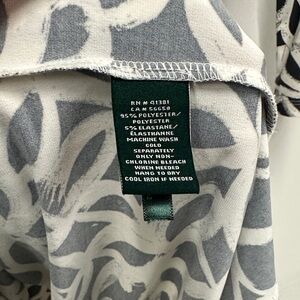 RN # 41381
CA # 56650
95% POLYESTER/
POLYESTER
5% ELASTANE/
ÉLASTHANNE
MACHINE WASH
COLD
SEPARATELY
ONLY NON-
CHLORINE BLEACH
WHEN NEEDED
HANG TO DRY
COOL IRON IF NEEDED